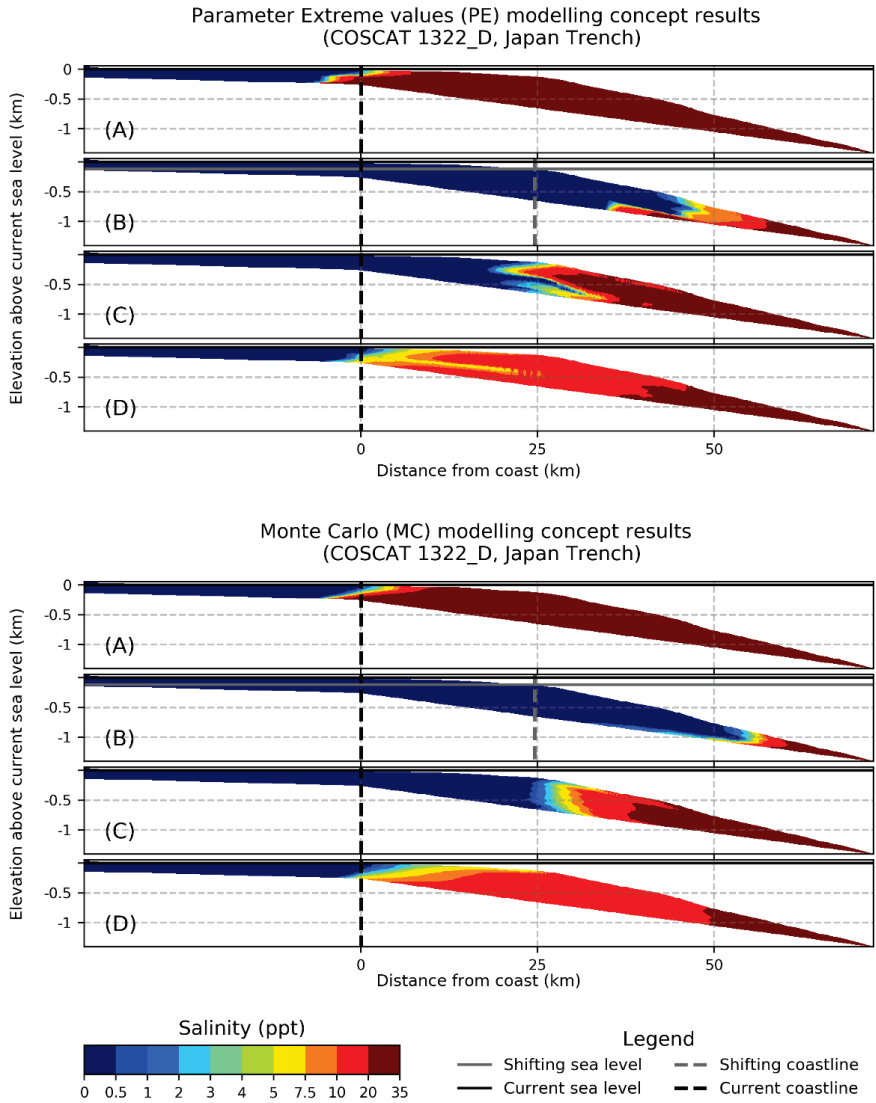 Parameter Extreme values (PE) modelling concept results
(COSCAT 1322_D, Japan Trench)
Elevation above current sea level (km)
0
-0.5
-1
(A)
-0.5
-1
(B)
0
-0.5
-1
(C)
-0.5
-1
(D)
0 25 50
Distance from coast (km)
Monte Carlo (MC) modelling concept results
(COSCAT 1322_D, Japan Trench)
Elevation above current sea level (km)
0
-0.5
-1
(A)
-0.5
-1
(B)
-0.5
-1
(C)
-0.5
-1
(D)
0 25 50
Distance from coast (km)
Salinity (ppt)
0 0.5 1 2 3 4 5 7.5 10 20 35
Legend
Shifting sea level Shifting coastline
Current sea level Current coastline